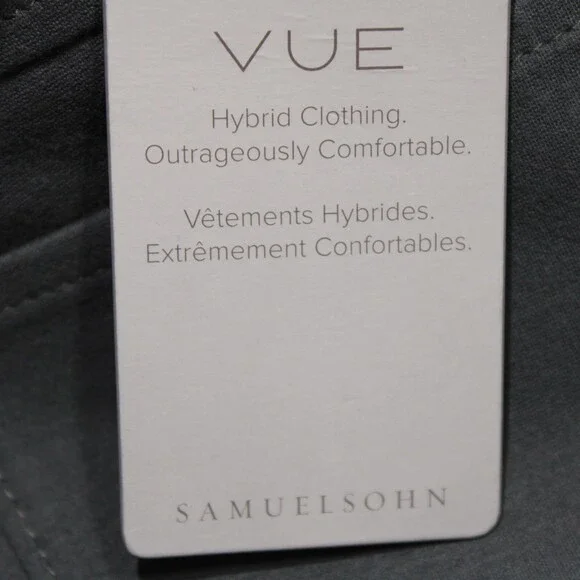 VUE
Hybrid Clothing.
Outrageously Comfortable.
Vêtements Hybrides.
Extrêmement Confortables.
SAMUELSOHN